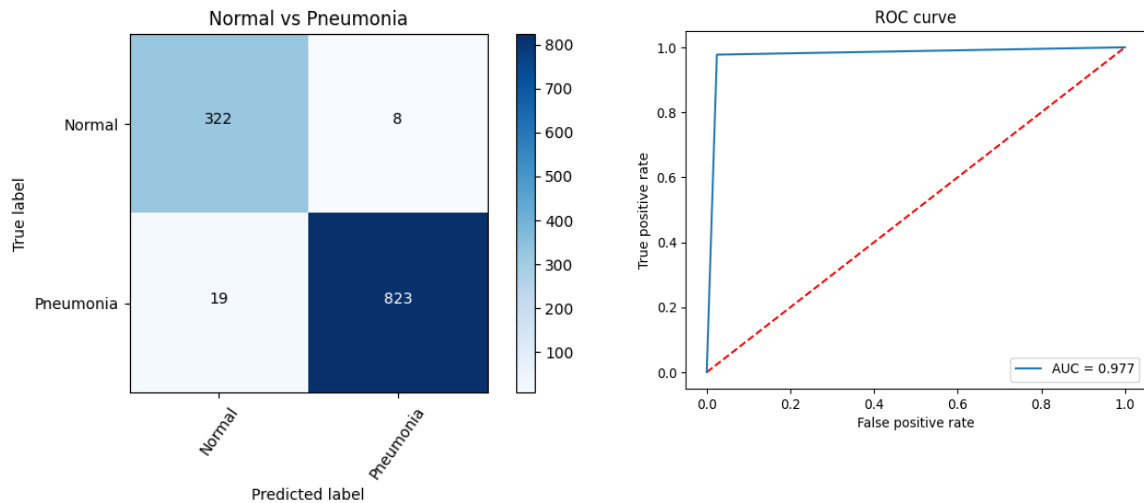 Normal vs Pneumonia
True label
Normal
Pneumonia
322
8
19
823
Normal
Pneumonia
Predicted label
800
700
600
500
400
300
200
100
ROC curve
True positive rate
1.0
0.8
0.6
0.4
0.2
0.0
0.0
0.2
0.4
0.6
0.8
1.0
False positive rate
AUC = 0.977